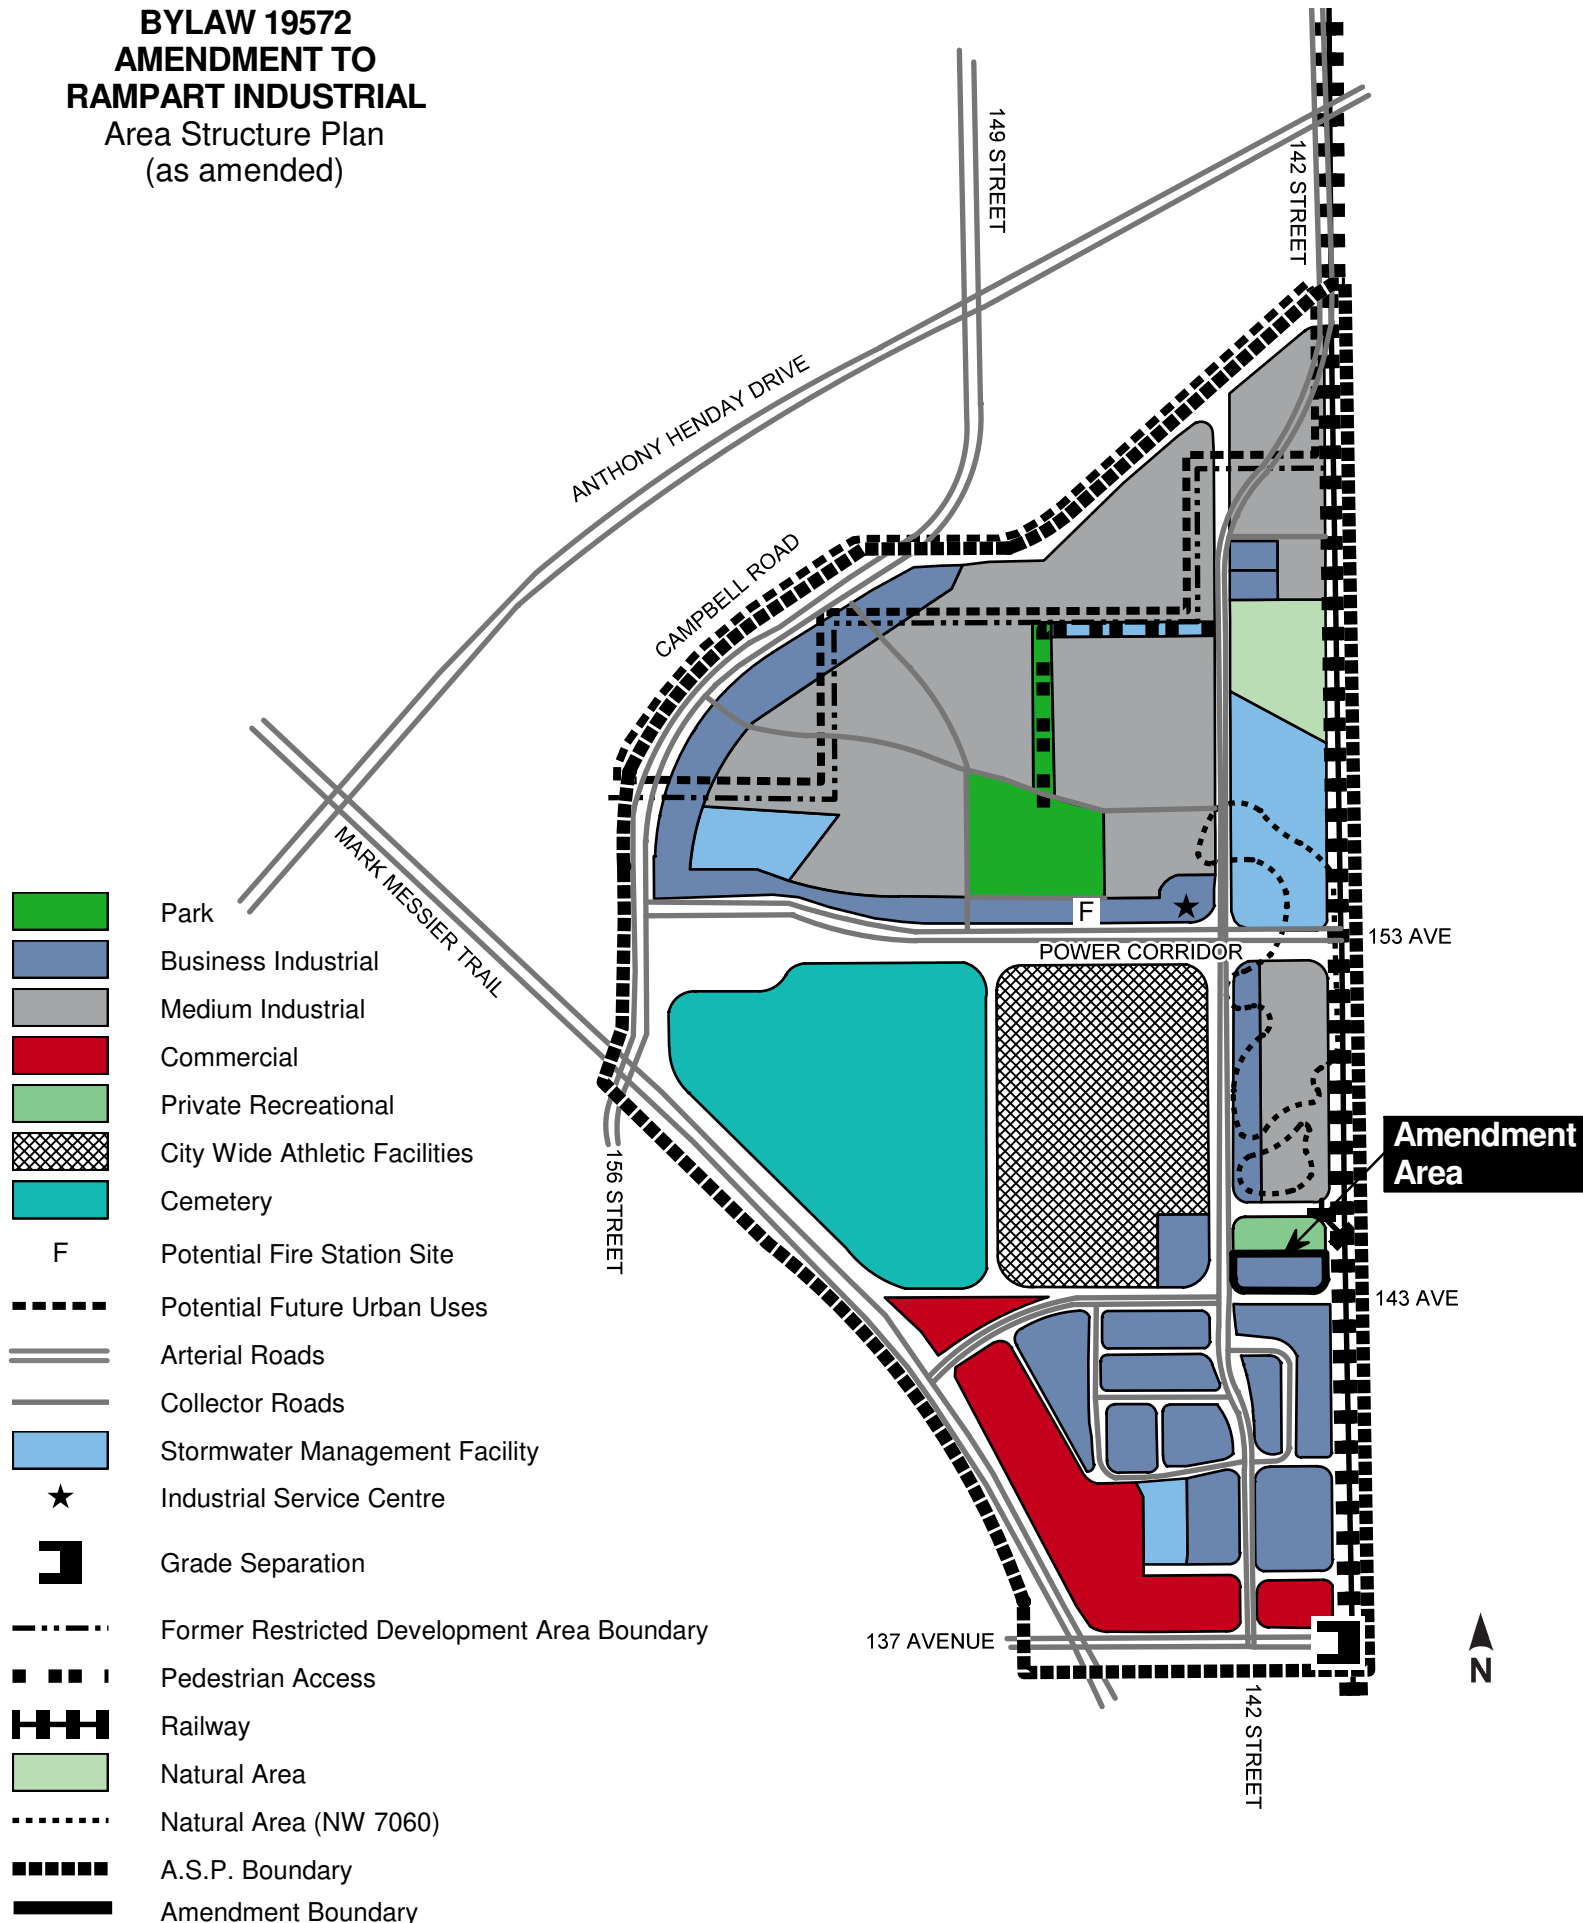 BYLAW 19572
AMENDMENT TO
RAMPART INDUSTRIAL
Area Structure Plan
(as amended)
149 STREET
142 STREET
ANTHONY HENDAY DRIVE
CAMPBELL ROAD
MARK MESSIER TRAIL
F
153 AVE
POWER CORRIDOR
Amendment
Area
156 STREET
143 AVE
137 AVENUE
142 STREET
N
Park
Business Industrial
Medium Industrial
Commercial
Private Recreational
City Wide Athletic Facilities
Cemetery
F Potential Fire Station Site
Potential Future Urban Uses
Arterial Roads
Collector Roads
Stormwater Management Facility
Industrial Service Centre
Grade Separation
Former Restricted Development Area Boundary
Pedestrian Access
Railway
Natural Area
Natural Area (NW 7060)
A.S.P. Boundary
Amendment Boundary